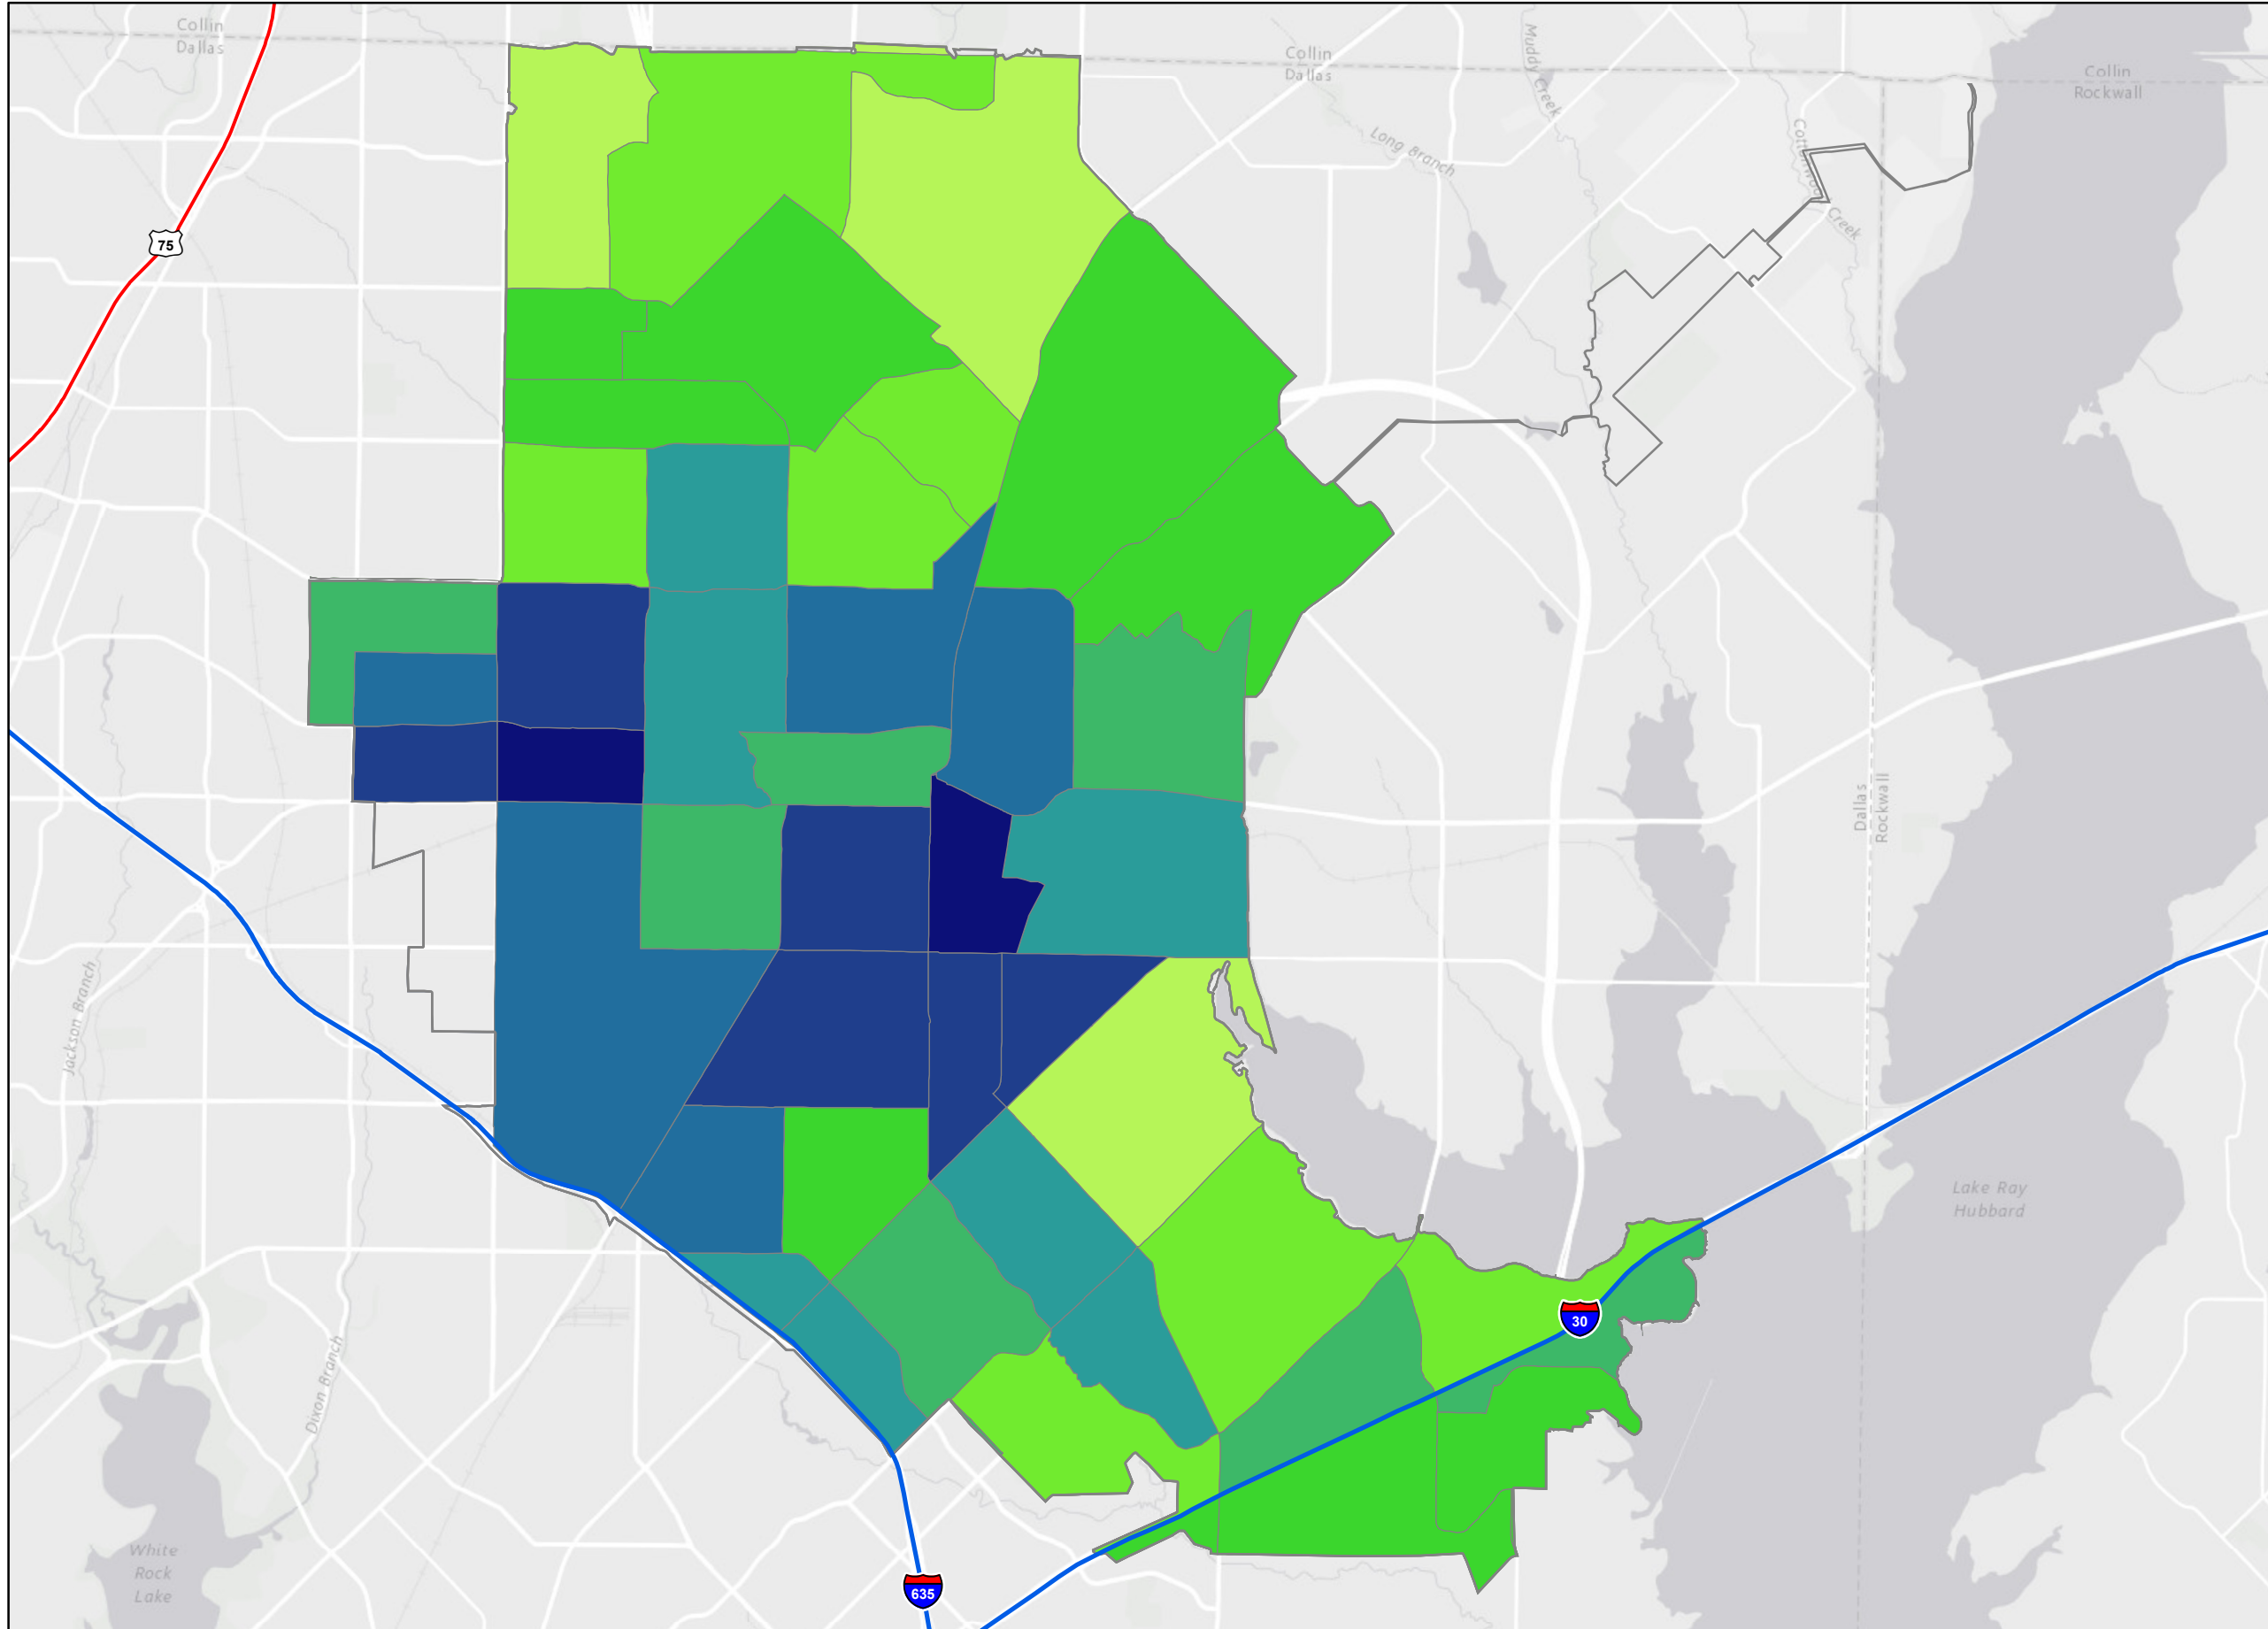 Collin
Dallas
Collin
Dallas
Muddy Creek
Collin
Rockwall
Long Branch
Cottonwood Creek
75
Dallas
Rockwall
Jackson Branch
Lake Ray
Hubbard
30
Dixon Branch
White
Rock
Lake
635